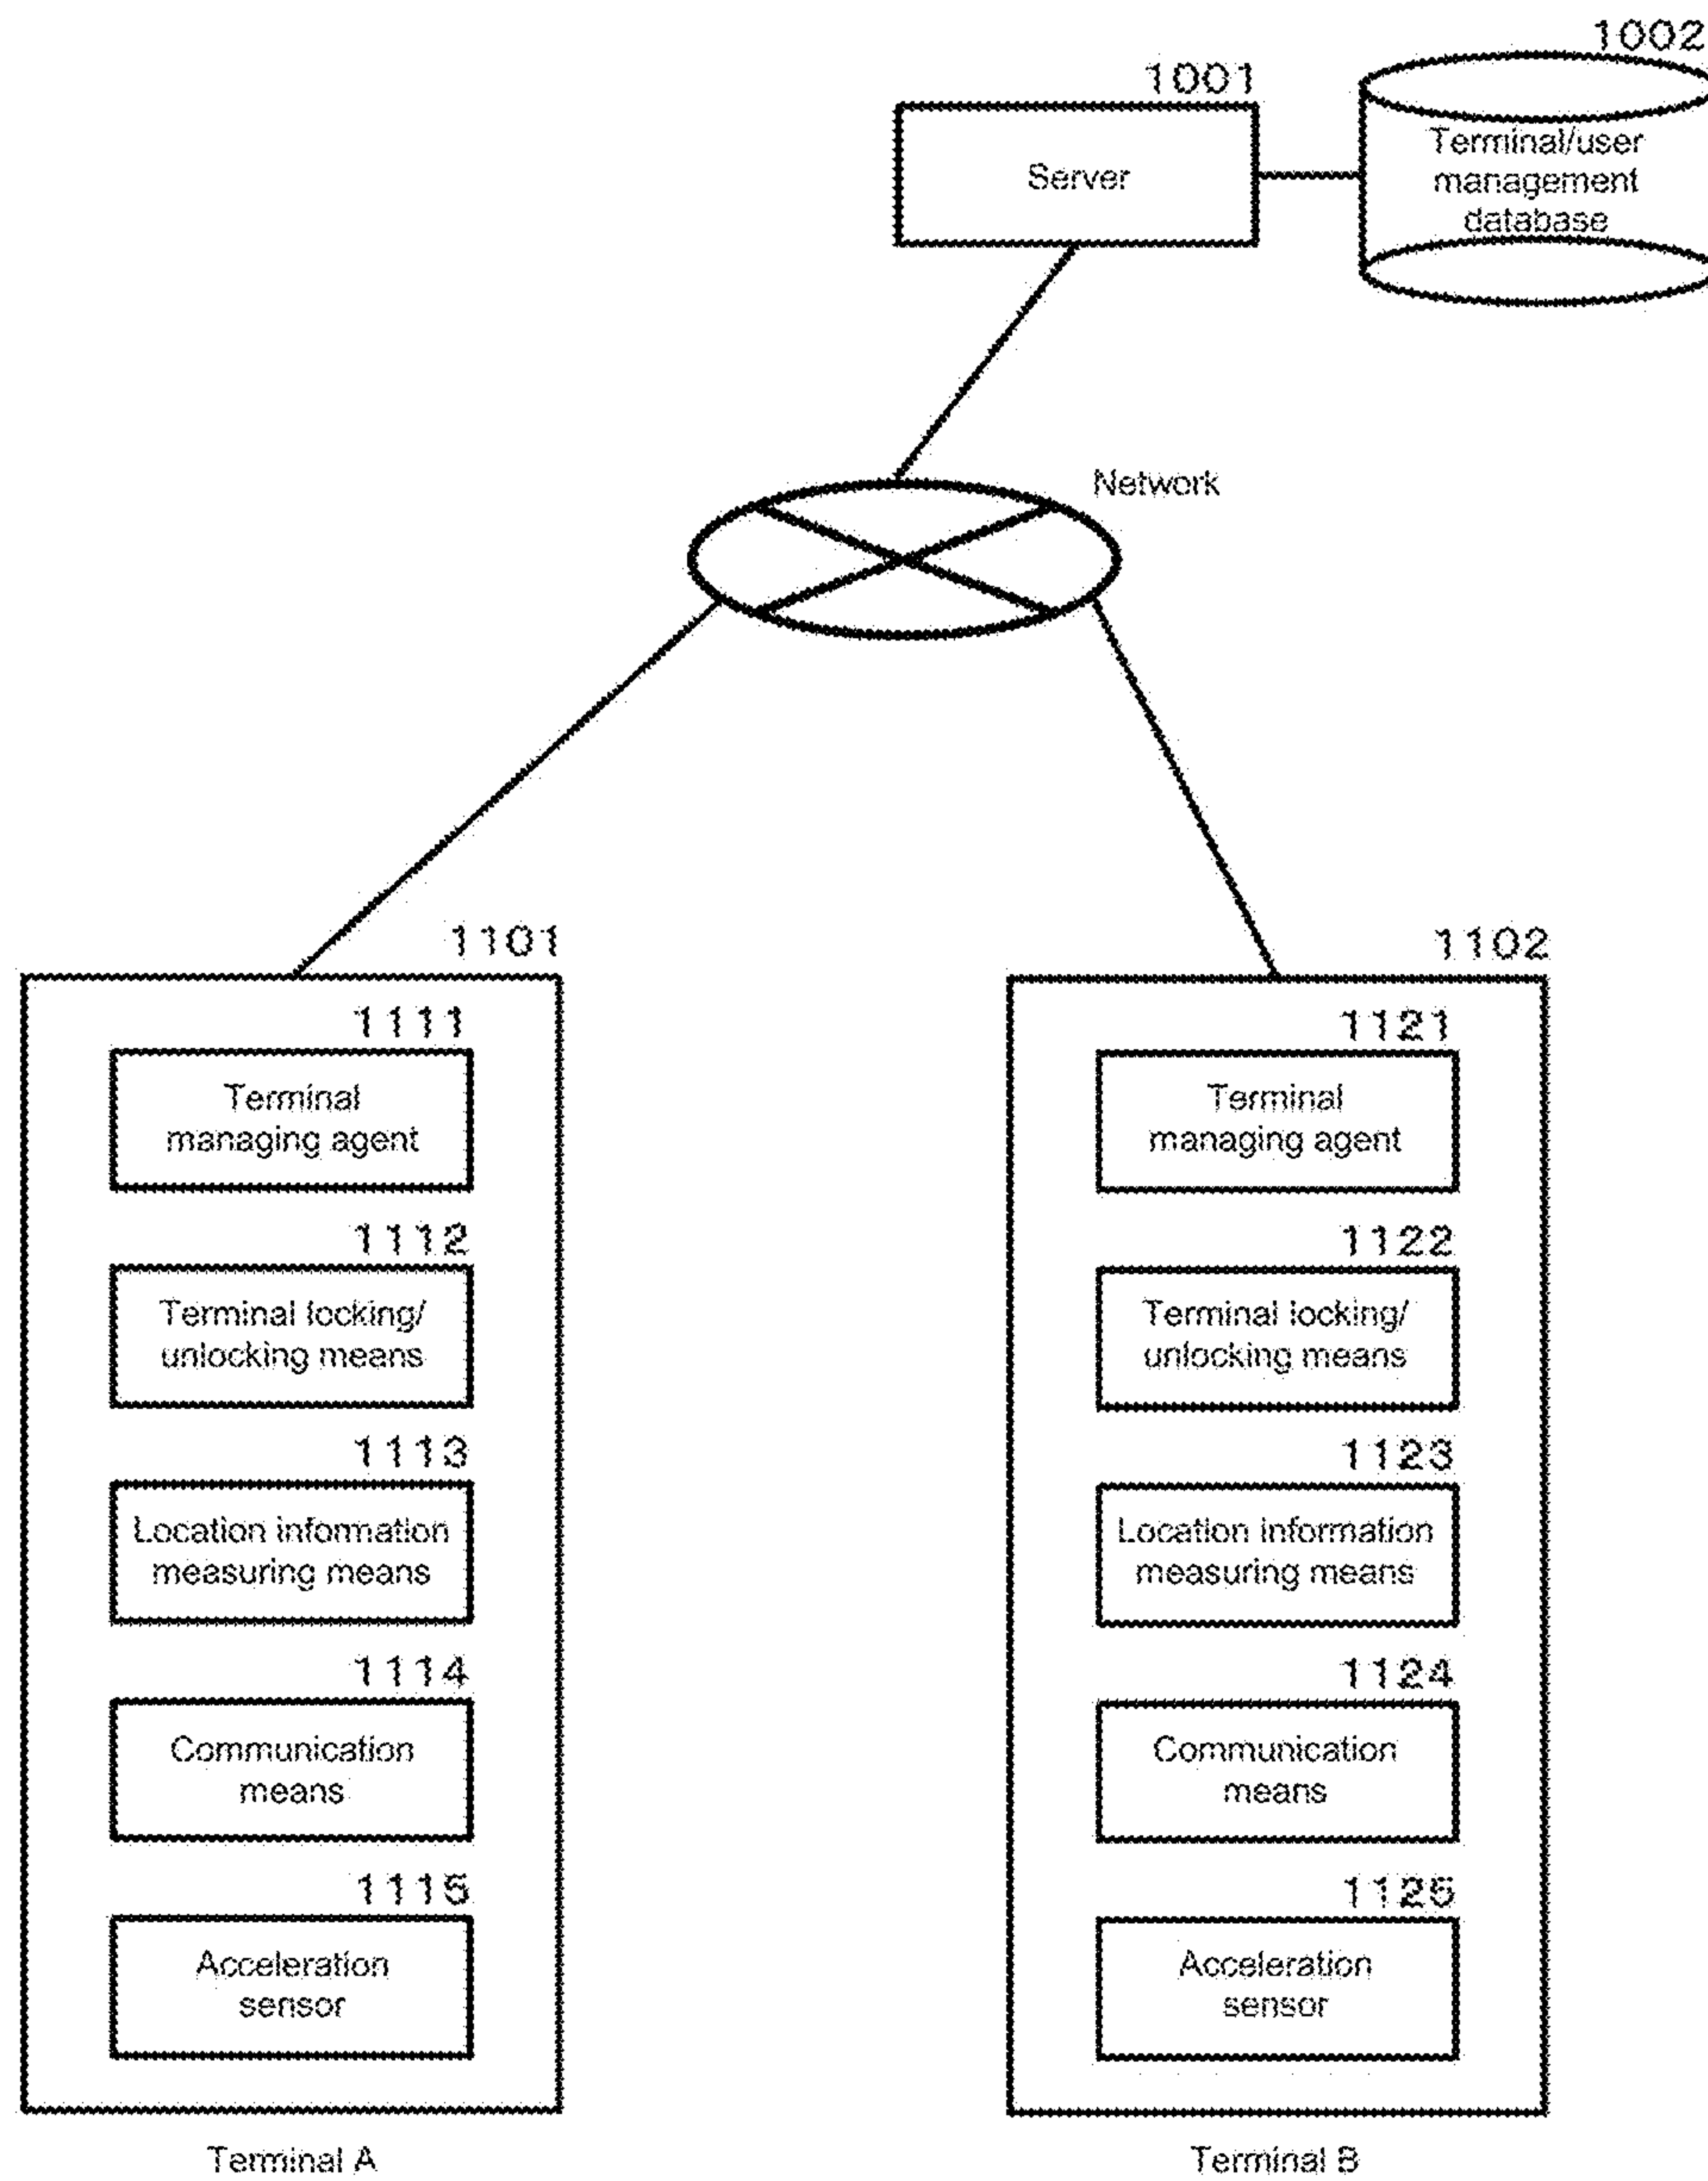 1002
1001
Terminal/user
management
database
Server
Network
1101
1102
1111
Terminal
managing agent
1112
Terminal locking/
unlocking means
1113
Location information
measuring means
1114
Communication
means
1115
Acceleration
sensor
Terminal A
1121
Terminal
managing agent
1122
Terminal locking/
unlocking means
1123
Location information
measuring means
1124
Communication
means
1125
Acceleration
sensor
Terminal B